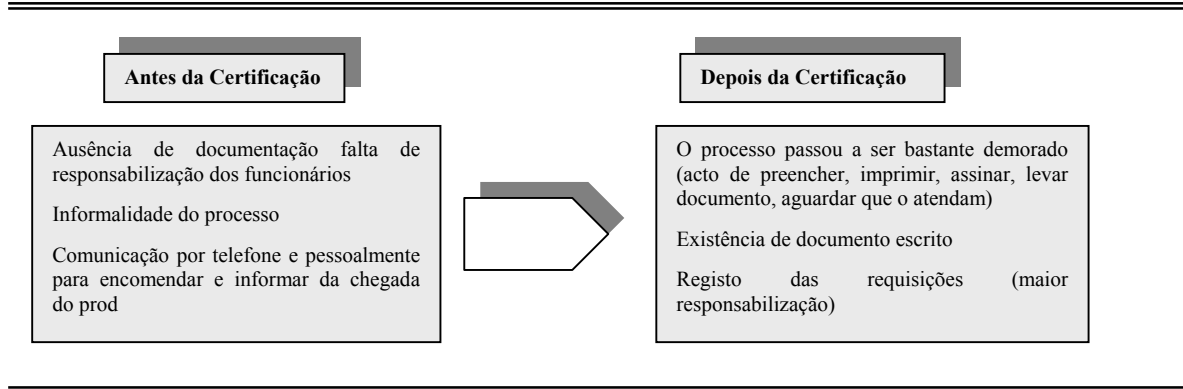 Antes da Certificação
Ausência de documentação falta de
responsabilização dos funcionários
Informalidade do processo
Comunicação por telefone e pessoalmente
para encomendar e informar da chegada
do prod
Depois da Certificação
O processo passou a ser bastante demorado
(acto de preencher, imprimir, assinar, levar
documento, aguardar que o atendam)
Existência de documento escrito
Registo das requisições (maior
responsabilização)